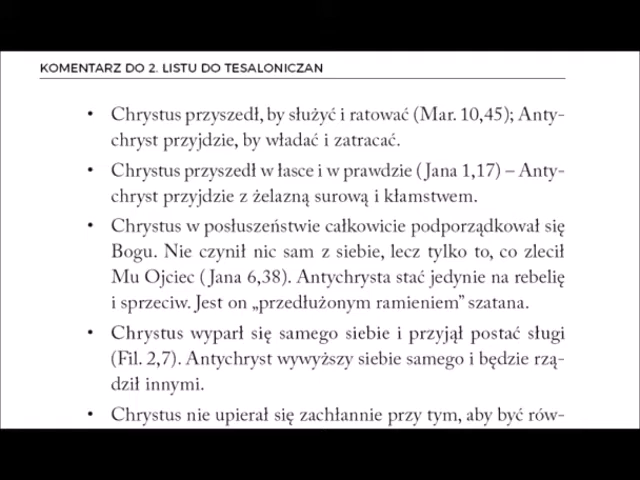 KOMENTARZ DO 2. LISTU DO TESALONICZAN
• Chrystus przyszedł, by służyć i ratować (Mar. 10,45); Anty-
chryst przyjdzie, by władać i zatracać.
• Chrystus przyszedł w łasce i w prawdzie (Jana 1,17) – Anty-
chryst przyjdzie z żelazną surową i kłamstwem.
• Chrystus w posłuszeństwie całkowicie podporządkował się
Bogu. Nie czynił nic sam z siebie, lecz tylko to, co zlecił
Mu Ojciec (Jana 6,38). Antychrysta stać jedynie na rebelię
i sprzeciw. Jest on „przedłużonym ramieniem” szatana.
• Chrystus wyparł się samego siebie i przyjął postać sługi
(Fil. 2,7). Antychryst wywyższy siebie samego i będzie rzą-
dził innymi.
• Chrystus nie upierał się zachłannie przy tym, aby być rów-